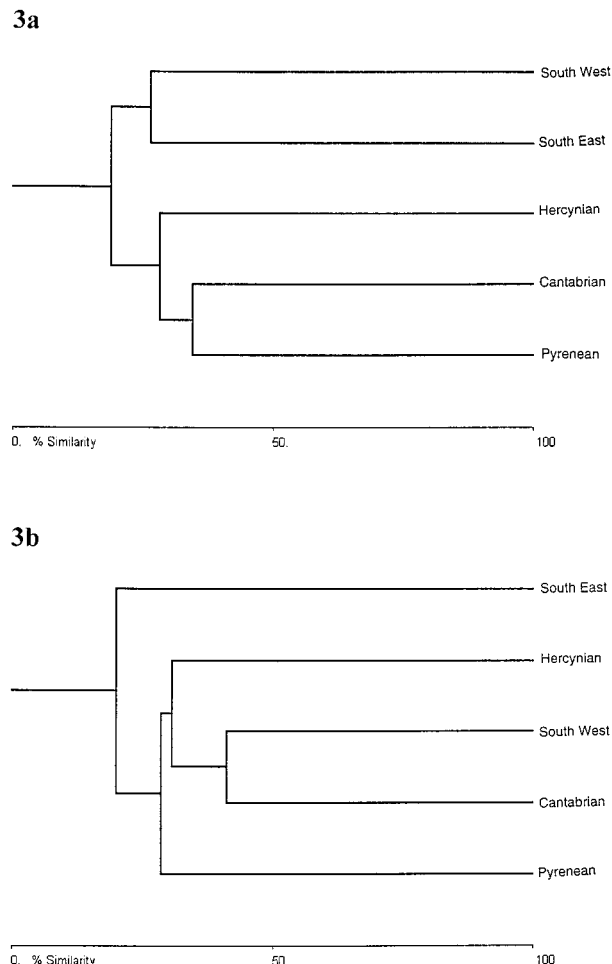 3a
South West
South East
Hercynian
Cantabrian
Pyrenean
0. % Similarity 50. 100
3b
South East
Hercynian
South West
Cantabrian
Pyrenean
0. % Similarity 50. 100